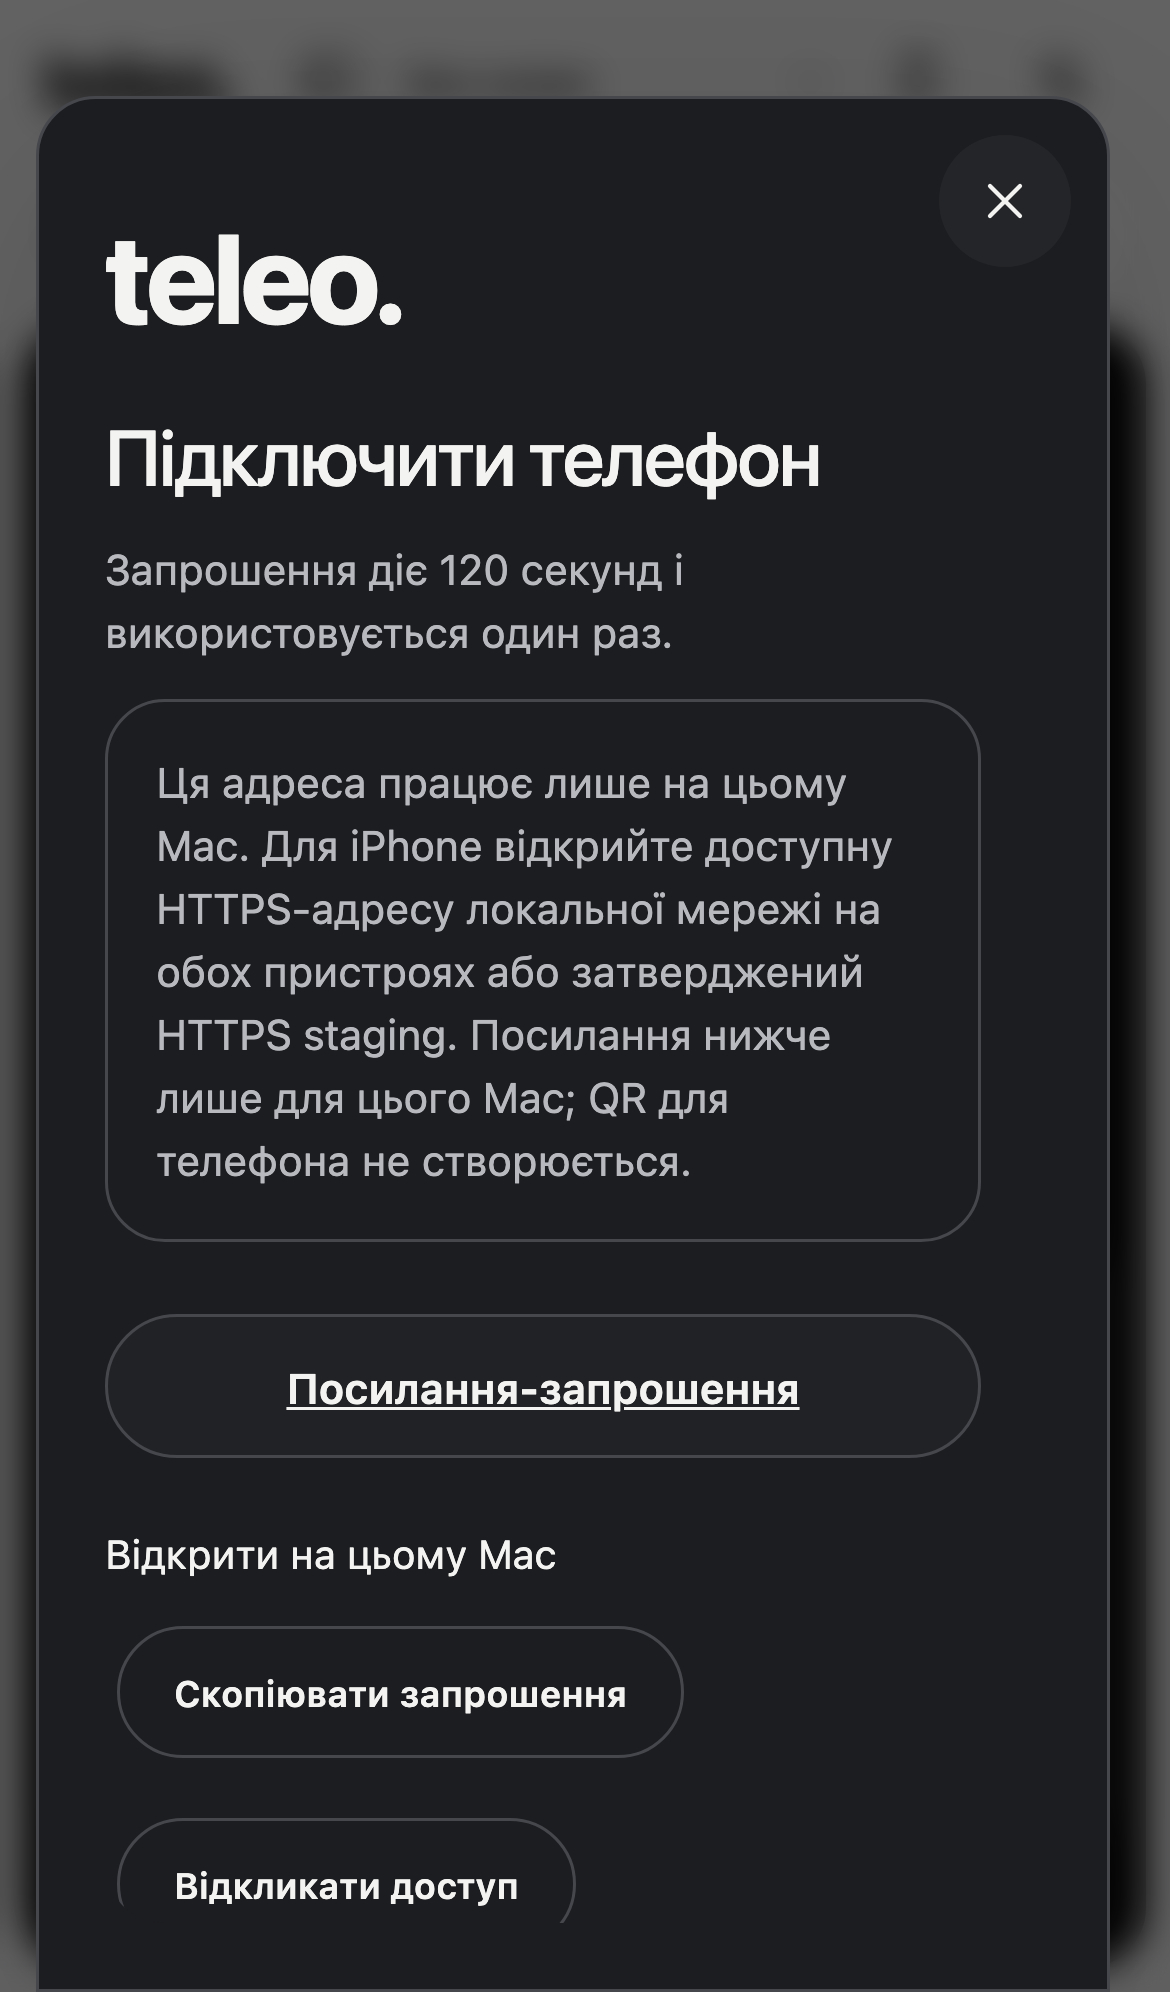 teleo.
Підключити телефон
Запрошення діє 120 секунд і
використовується один раз.
Ця адреса працює лише на цьому
Mac. Для iPhone відкрийте доступну
HTTPS-адресу локальної мережі на
обох пристроях або затверджений
HTTPS staging. Посилання нижче
лише для цього Mac; QR для
телефона не створюється.
Посилання-запрошення
Відкрити на цьому Mac
Скопіювати запрошення
Відкликати доступ